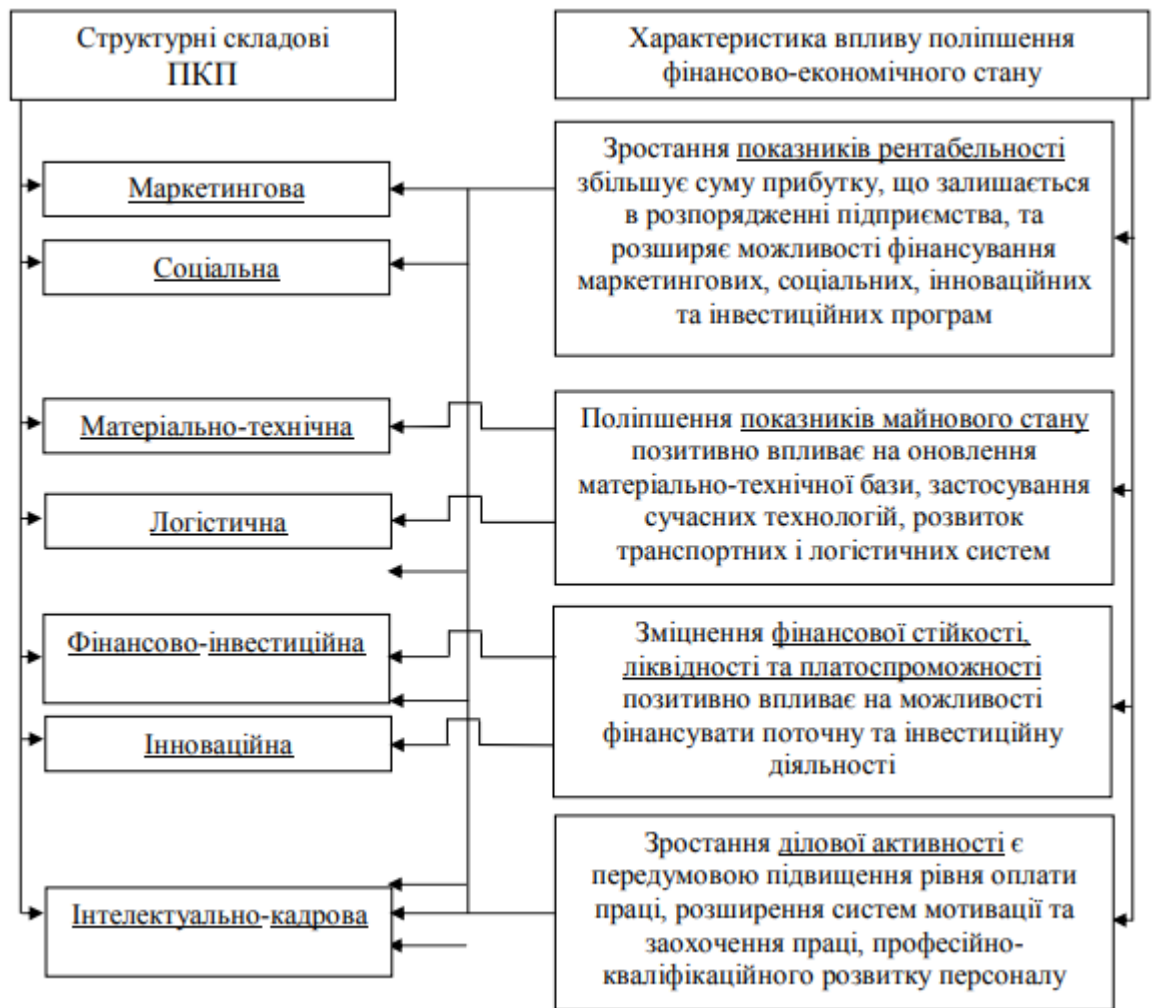 Структурні складові
ПКП
Характеристика впливу поліпшення
фінансово-економічного стану
Маркетингова
Соціальна
Матеріально-технічна
Логістична
Фінансово-інвестиційна
Інноваційна
Інтелектуально-кадрова
Зростання показників рентабельності
збільшує суму прибутку, що залишається
в розпорядженні підприємства, та
розширяє можливості фінансування
маркетингових, соціальних, інноваційних
та інвестиційних програм
Поліпшення показників майнового стану
позитивно впливає на оновлення
матеріально-технічної бази, застосування
сучасних технологій, розвиток
транспортних і логістичних систем
Зміцнення фінансової стійкості,
ліквідності та платоспроможності
позитивно впливає на можливості
фінансувати поточну та інвестиційну
діяльності
Зростання ділової активності є
передумовою підвищення рівня оплати
праці, розширення систем мотивації та
заохочення праці, професійно-
кваліфікаційного розвитку персоналу